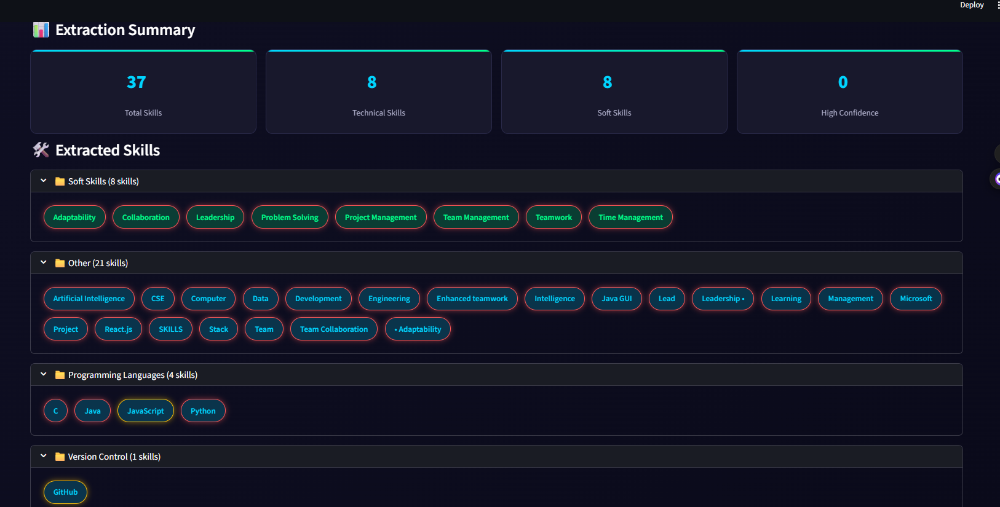 Deploy
Extraction Summary
37
8
8
0
Total Skills
Technical Skills
Soft Skills
High Confidence
Extracted Skills
Soft Skills (8 skills)
Adaptability Collaboration Leadership Problem Solving Project Management Team Management Teamwork Time Management
Other (21 skills)
Artificial Intelligence CSE Computer Data Development Engineering Enhanced teamwork Intelligence Java GUI Lead Leadership • Learning Management Microsoft
Project React.js SKILLS Stack Team Team Collaboration • Adaptability
Programming Languages (4 skills)
C Java JavaScript Python
Version Control (1 skills)
GitHub